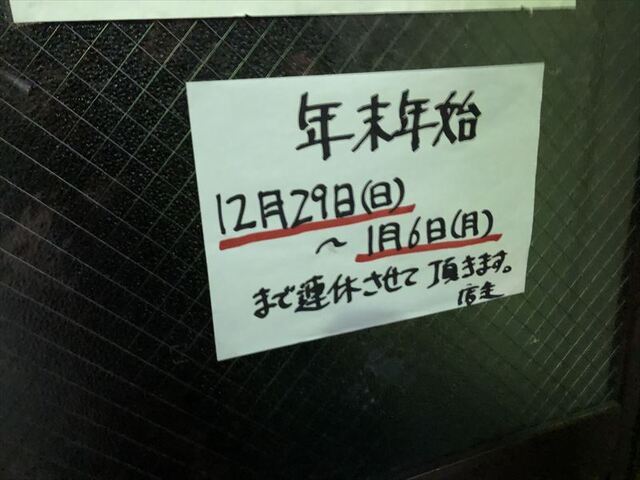 年末年始
12月29日(日)
～1月6日(月)
まで連休させて頂きます。
店主